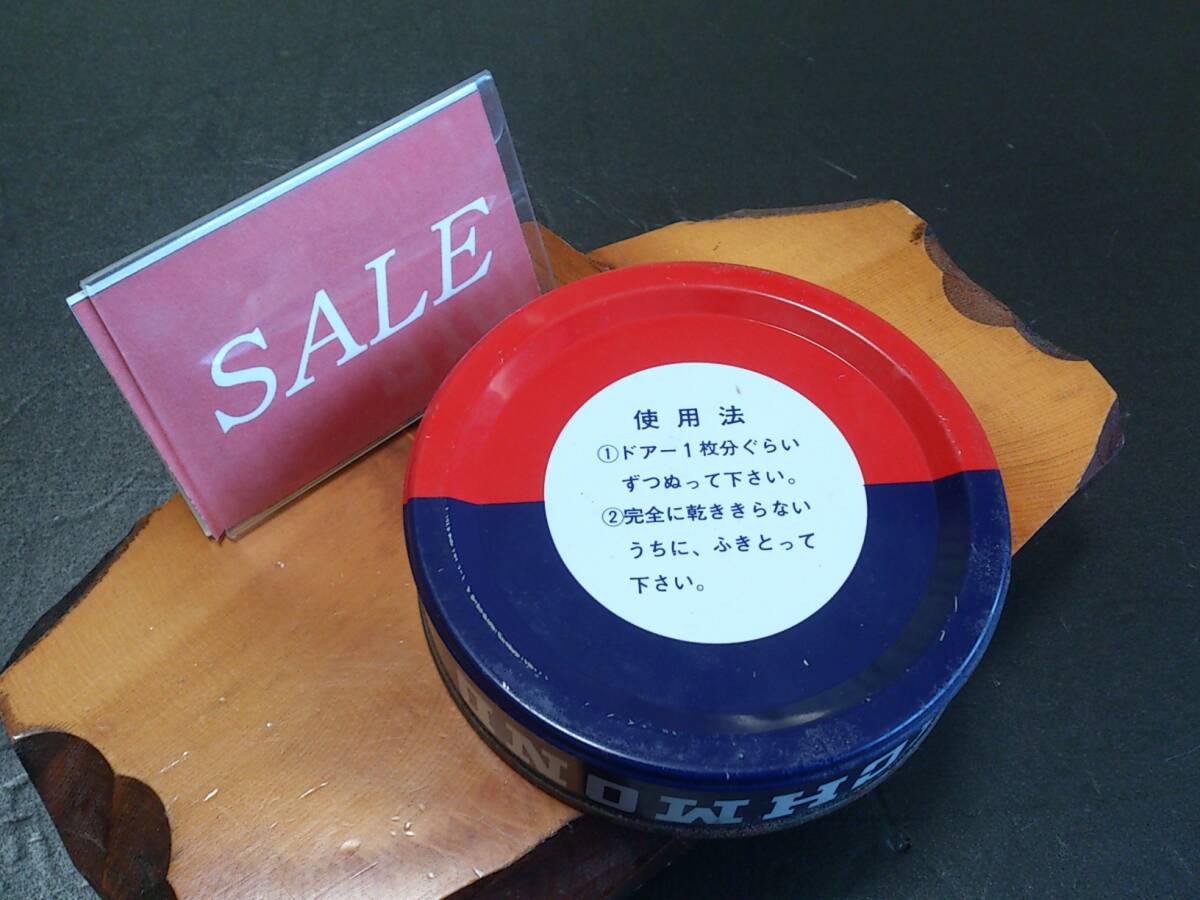 SALE
使用法
①ドアー1枚分ぐらい
ずつぬって下さい。
②完全に乾ききらない
うちに、ふきとって
下さい。